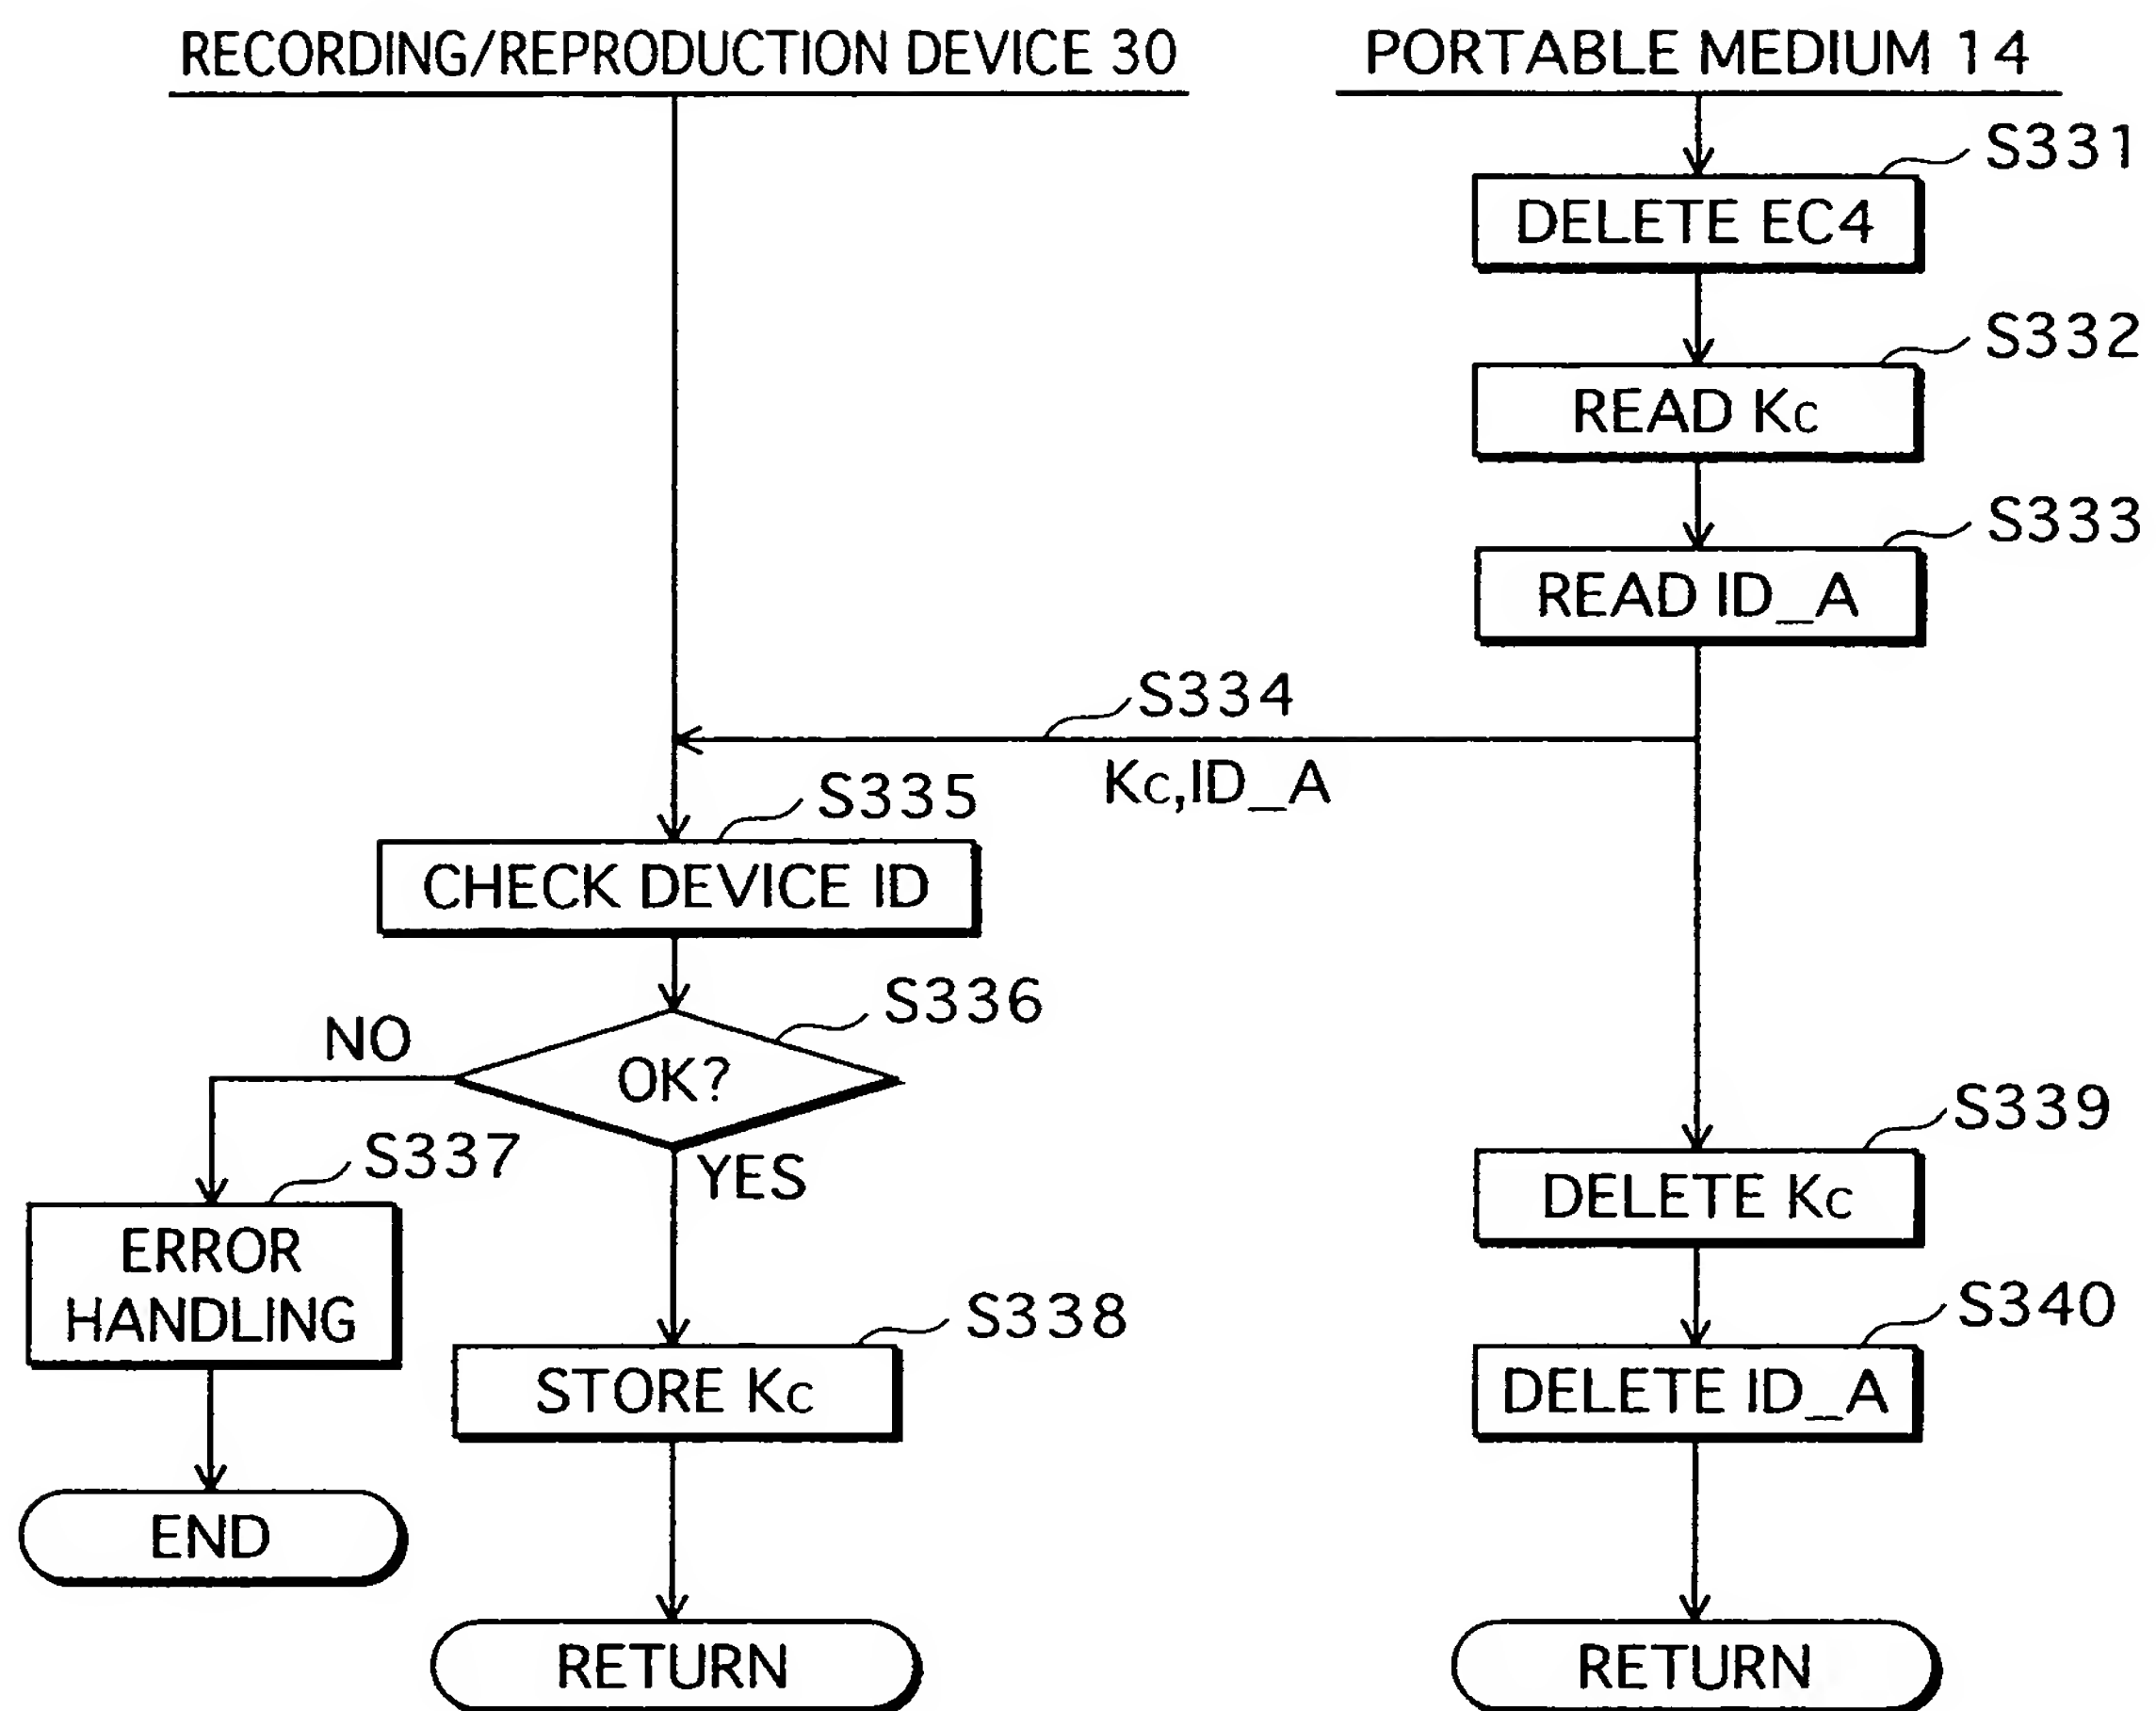 RECORDING/REPRODUCTION DEVICE 30
PORTABLE MEDIUM 14
S331
DELETE EC4
S332
READ Kc
S333
READ ID_A
S334
Kc,ID_A
S335
CHECK DEVICE ID
S336
OK?
NO
YES
S337
ERROR
HANDLING
END
S338
STORE Kc
RETURN
S339
DELETE Kc
S340
DELETE ID_A
RETURN